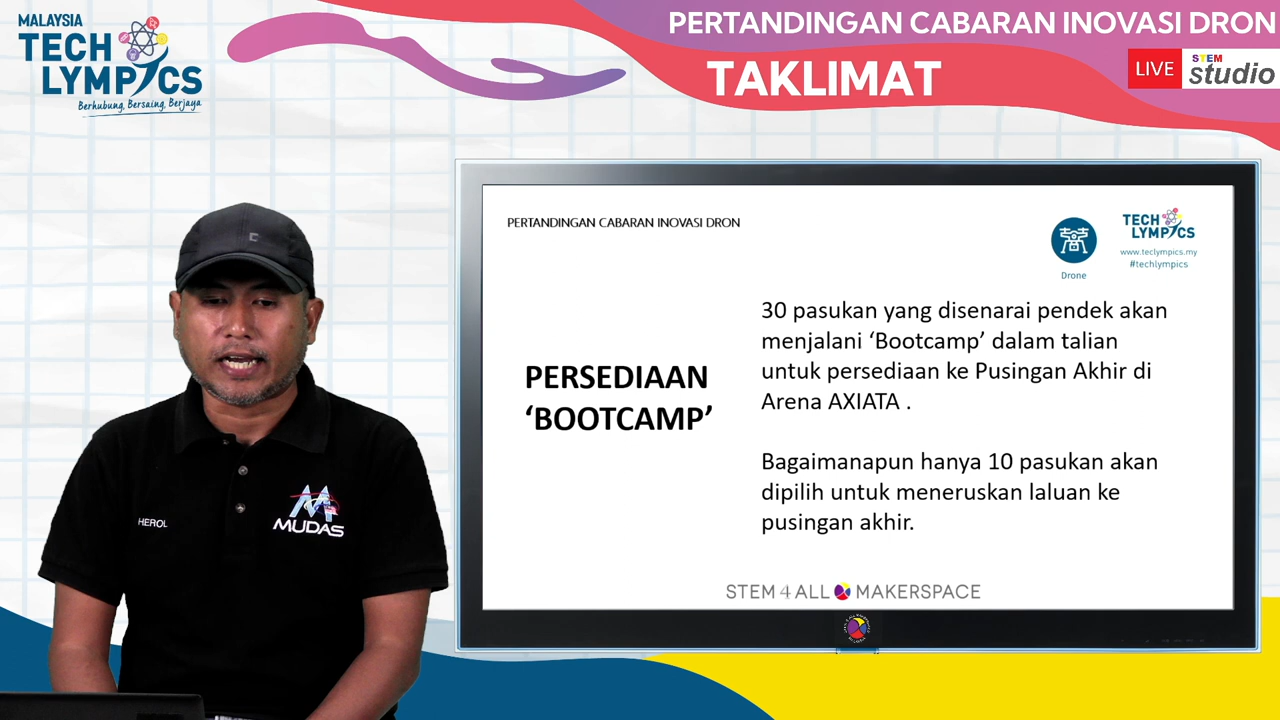 MALAYSIA
TECH
LYMPICS
Berhubung, Bersaing, Berjaya
PERTANDINGAN CABARAN INOVASI DRON
TAKLIMAT
LIVE
STEM
studio
PERTANDINGAN CABARAN INOVASI DRON
Drone
TECH
LYMPICS
www.teclympics.my
#techlympics
PERSEDIAAN
‘BOOTCAMP’
30 pasukan yang disenarai pendek akan
menjalani ‘Bootcamp’ dalam talian
untuk persediaan ke Pusingan Akhir di
Arena AXIATA .
Bagaimanapun hanya 10 pasukan akan
dipilih untuk meneruskan laluan ke
pusingan akhir.
STEM 4 ALL MAKERSPACE
HEROL
MUDAS